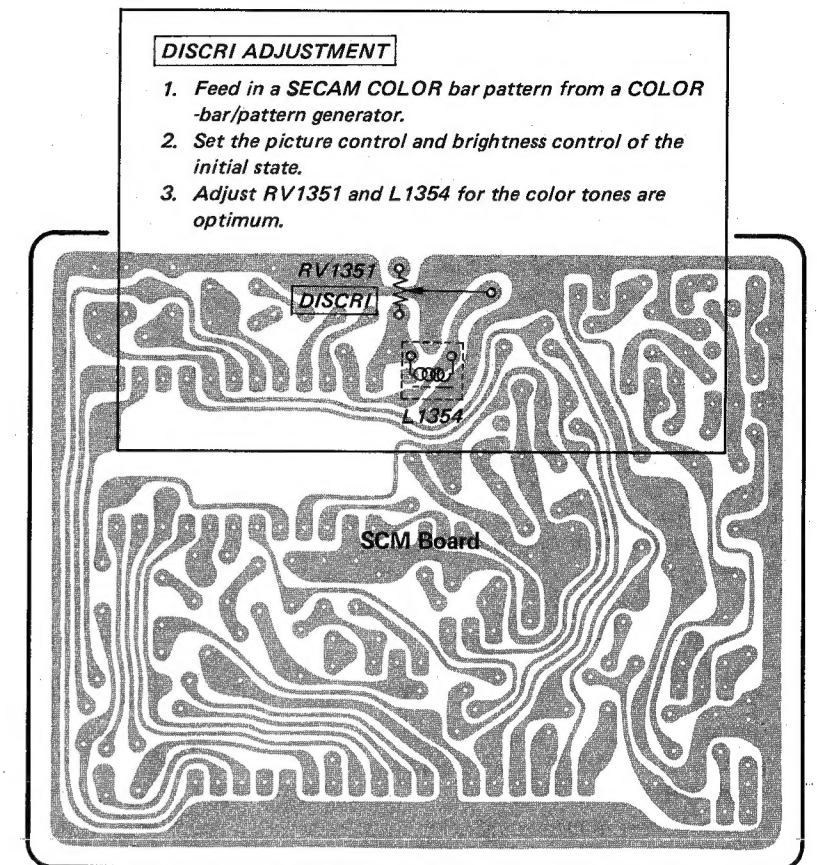 DISCRI ADJUSTMENT
1. Feed in a SECAM COLOR bar pattern from a COLOR
-bar/pattern generator.
2. Set the picture control and brightness control of the
initial state.
3. Adjust RV1351 and L1354 for the color tones are
optimum.
RV1351
DISCRI
L1354
SCM Board